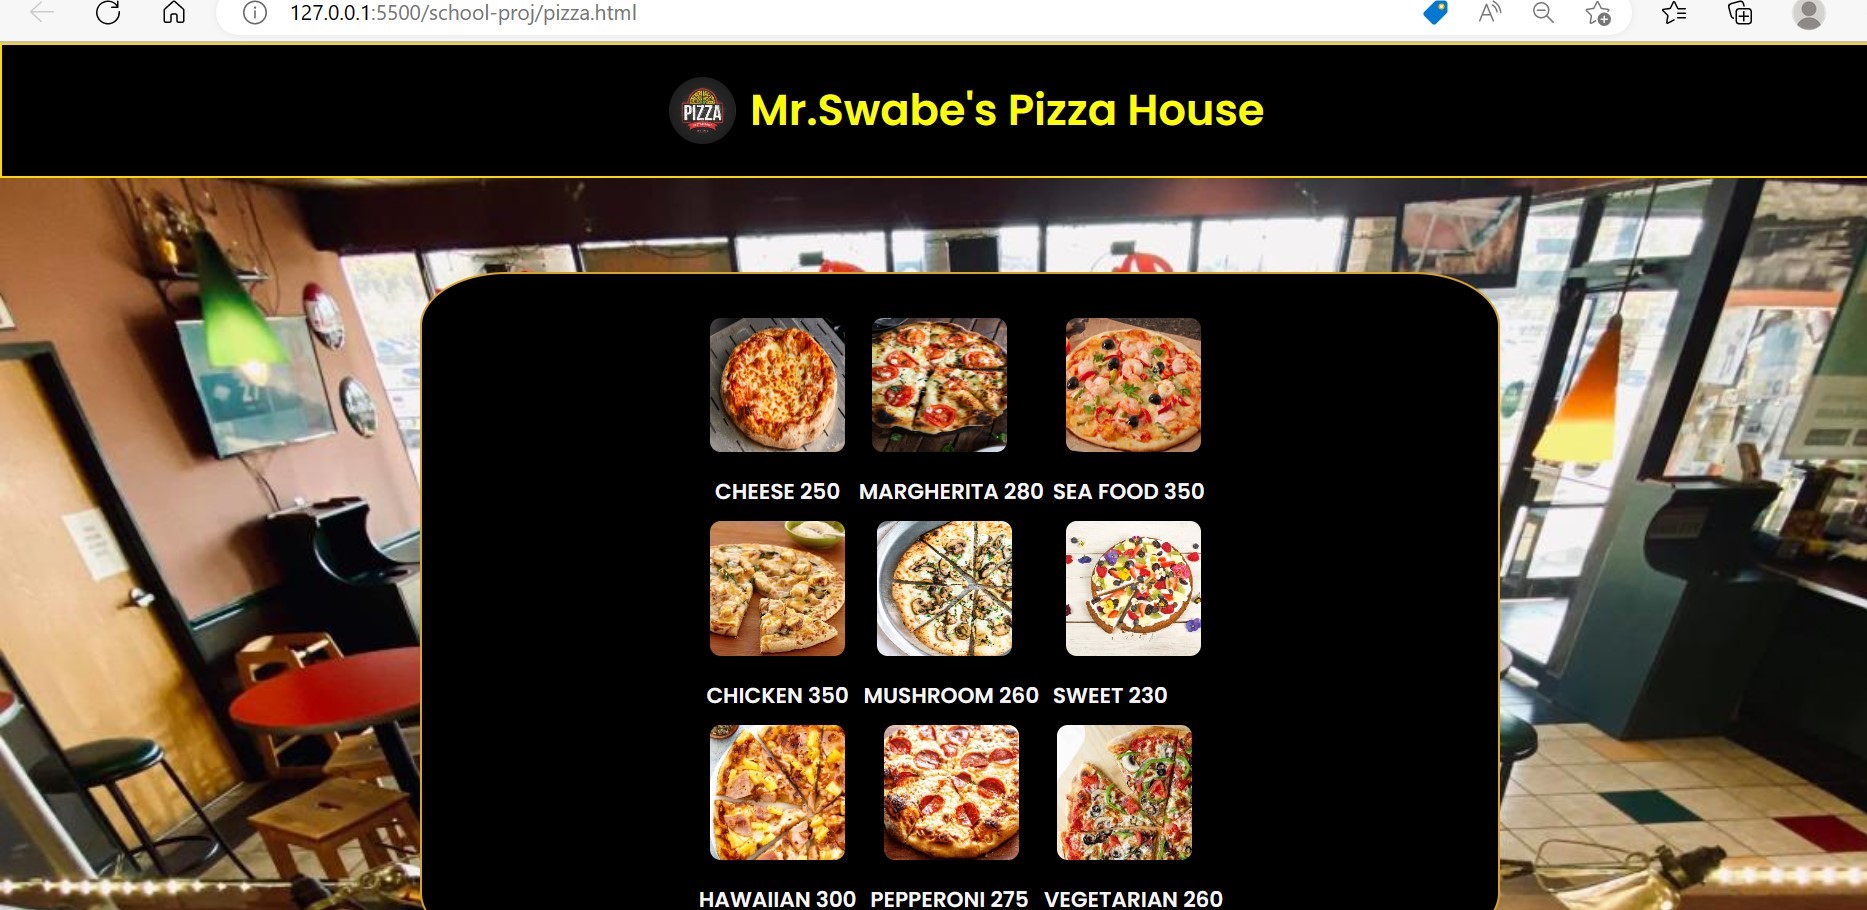 127.0.0.1:5500/school-proj/pizza.html
PIZZA
Mr.Swabe's Pizza House
CHEESE 250 MARGHERITA 280 SEA FOOD 350
CHICKEN 350 MUSHROOM 260 SWEET 230
HAWAIIAN 300 PEPPERONI 275 VEGETARIAN 260